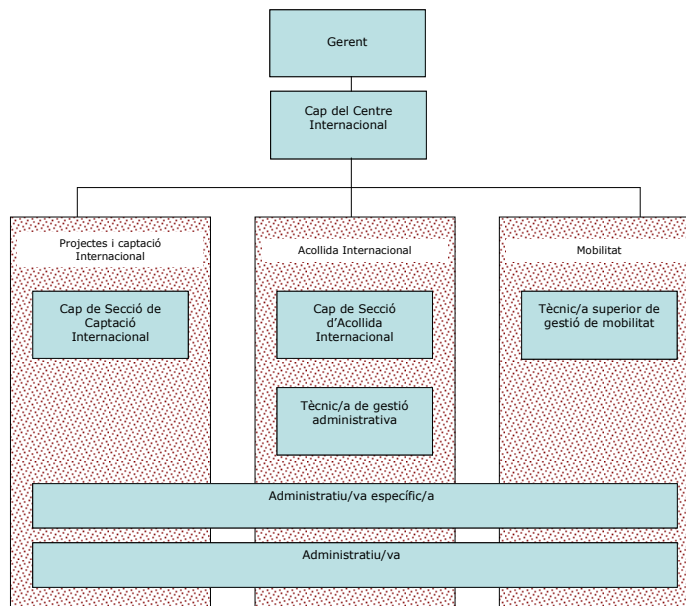 Gerent
Cap del Centre
Internacional
Projectes i captació
Internacional
Acollida Internacional
Mobilitat
Cap de Secció de
Captació
Internacional
Cap de Secció
d'Acollida
Internacional
Tècnic/a superior de
gestió de mobilitat
Tècnic/a de gestió
administrativa
Administratiu/va específic/a
Administratiu/va